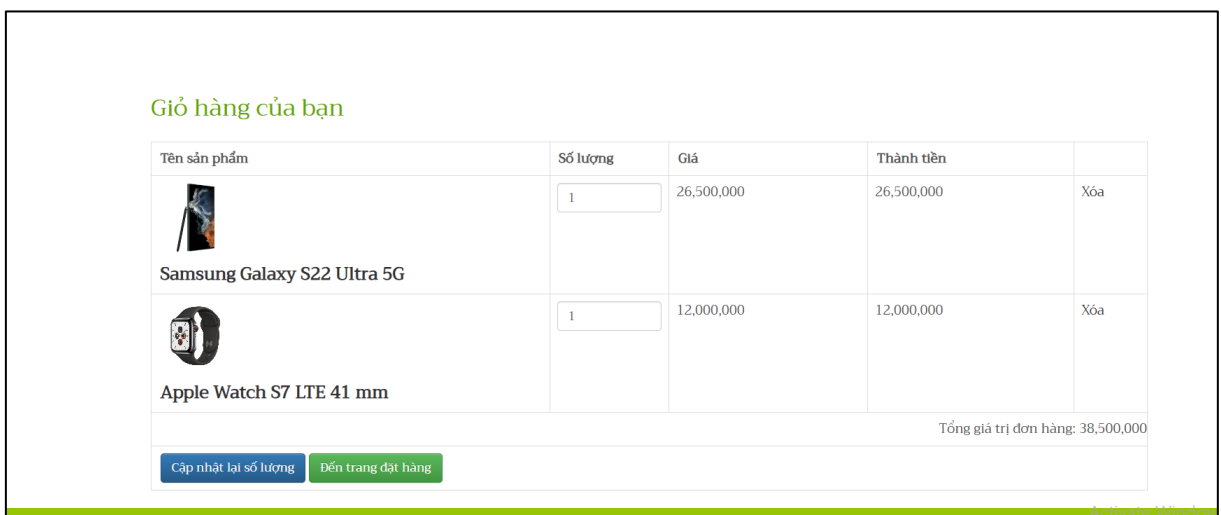 Giỏ hàng của bạn
Tên sản phẩm Số lượng Giá Thành tiền
1 26,500,000 26,500,000 Xóa
Samsung Galaxy S22 Ultra 5G
1 12,000,000 12,000,000 Xóa
Apple Watch S7 LTE 41 mm
Tổng giá trị đơn hàng: 38,500,000
Cập nhật lại số lượng Đến trang đặt hàng